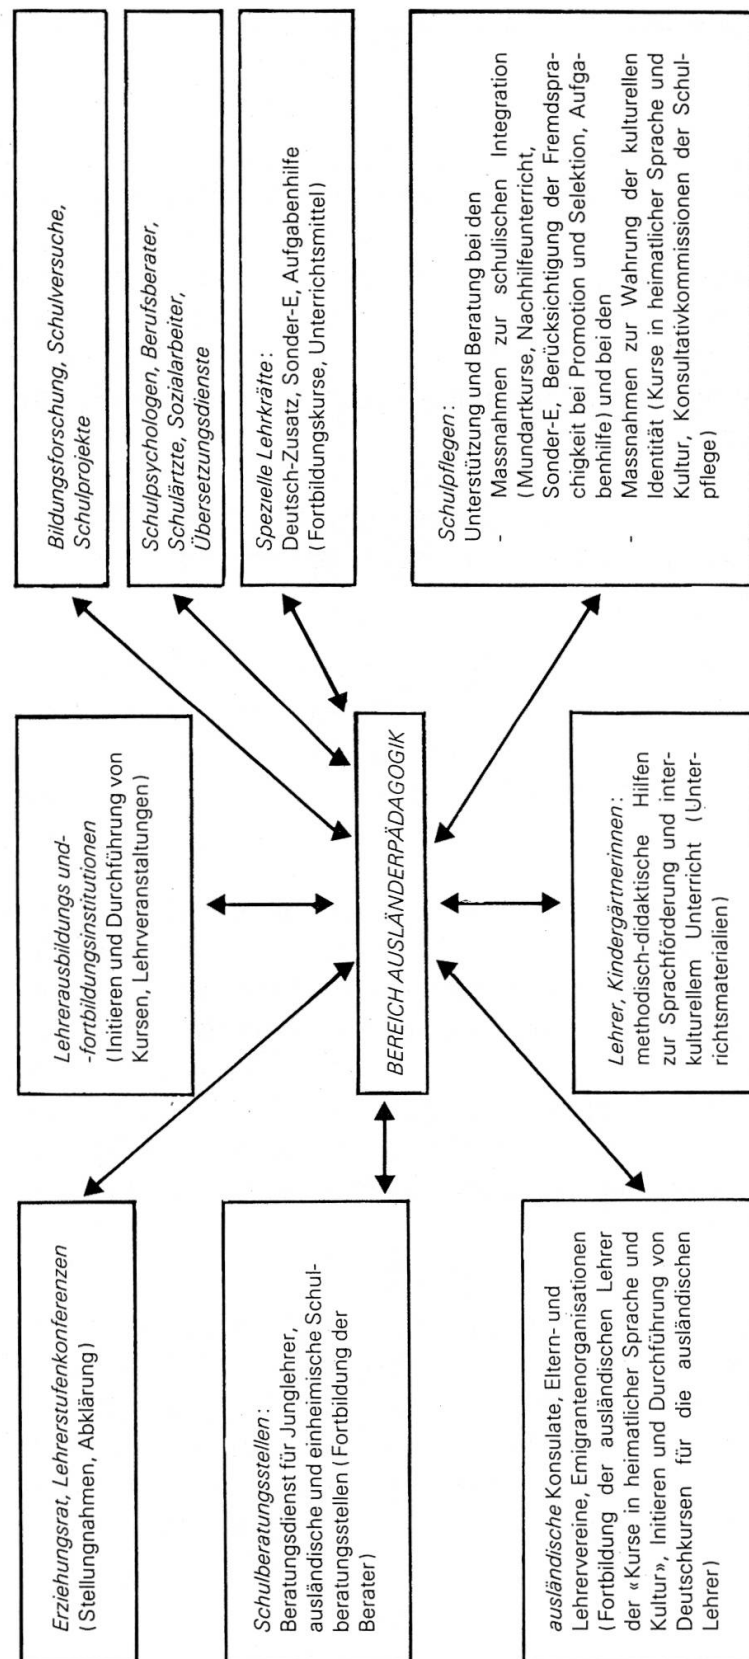 Erziehungsrat, Lehrerstufenkonferenzen
(Stellungnahmen, Abklärung)
Lehrerausbildungs und-
-fortbildungsinstitutionen
(Initieren und Durchführung von
Kursen, Lehrveranstaltungen)
Bildungsforschung, Schulversuche,
Schulprojekte
Schulpsychologen, Berufsberater,
Schulärtzte, Sozialarbeiter,
Übersetzungsdienste
Spezielle Lehrkräfte:
Deutsch-Zusatz, Sonder-E, Aufgabenhilfe
(Fortbildungskurse, Unterrichtsmittel)
Schulberatungsstellen:
Beratungsdienst für Junglehrer,
ausländische und einheimische Schul-
beratungsstellen (Fortbildung der
Berater)
BEREICH AUSLÄNDERPÄDAGOGIK
ausländische Konsulate, Eltern- und
Lehrervereine, Emigrantenorganisationen
(Fortbildung der ausländischen Lehrer
der «Kurse in heimatlicher Sprache und
Kultur», Initieren und Durchführung von
Deutschkursen für die ausländischen
Lehrer)
Lehrer, Kindergärtnerinnen:
methodisch-didaktische Hilfen
zur Sprachförderung und inter-
kulturellem Unterricht (Unter-
richtsmaterialien)
Schulpflegen:
Unterstützung und Beratung bei den
- Massnahmen zur schulischen Integration
(Mundartkurse, Nachhilfeunterricht,
Sonder-E, Berücksichtigung der Fremdspra-
chigkeit bei Promotion und Selektion, Aufga-
benhilfe) und bei den
- Massnahmen zur Wahrung der kulturellen
Identität (Kurse in heimatlicher Sprache und
Kultur, Konsultativkommissionen der Schul-
pflege)